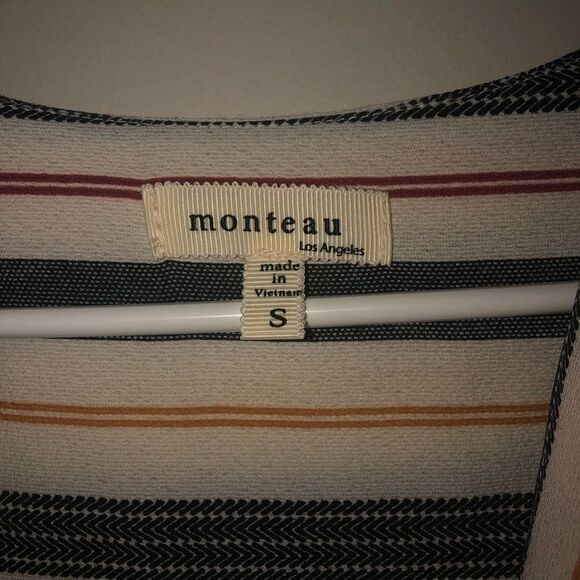 monteau
Los Angeles
made
in
Vietnam
S